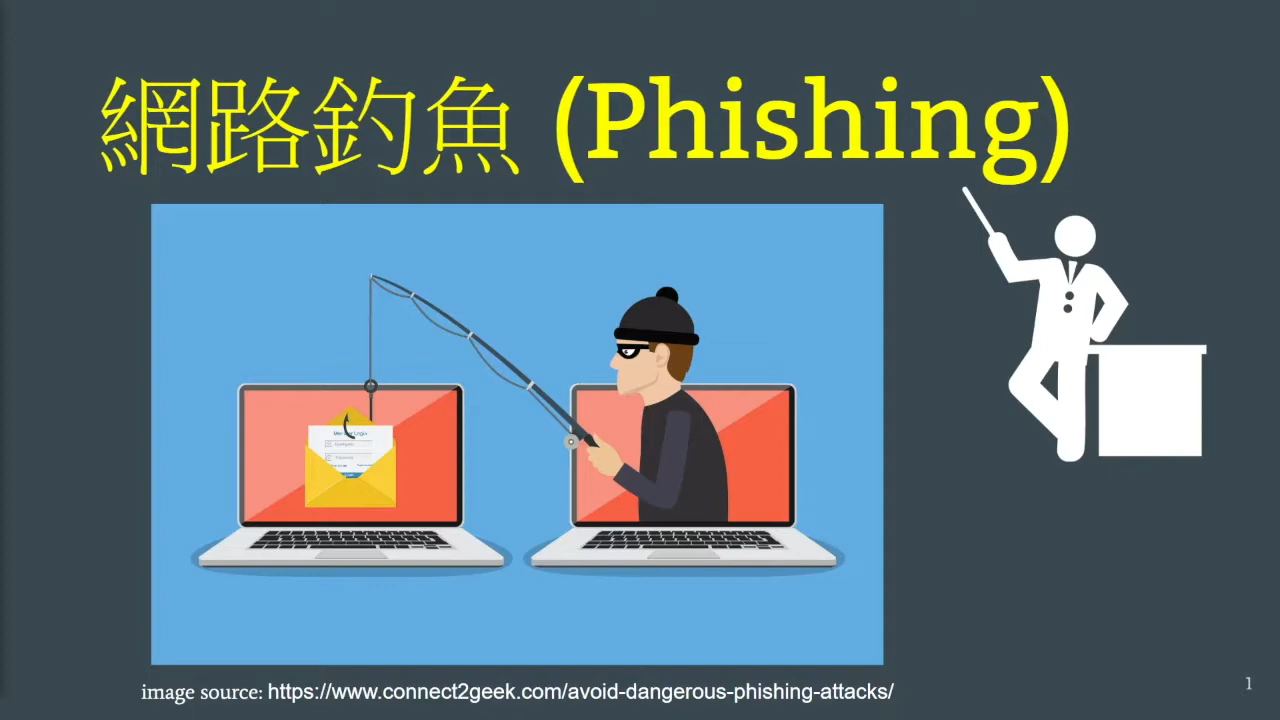 網路釣魚 (Phishing)
image source: https://www.connect2geek.com/avoid-dangerous-phishing-attacks/
1